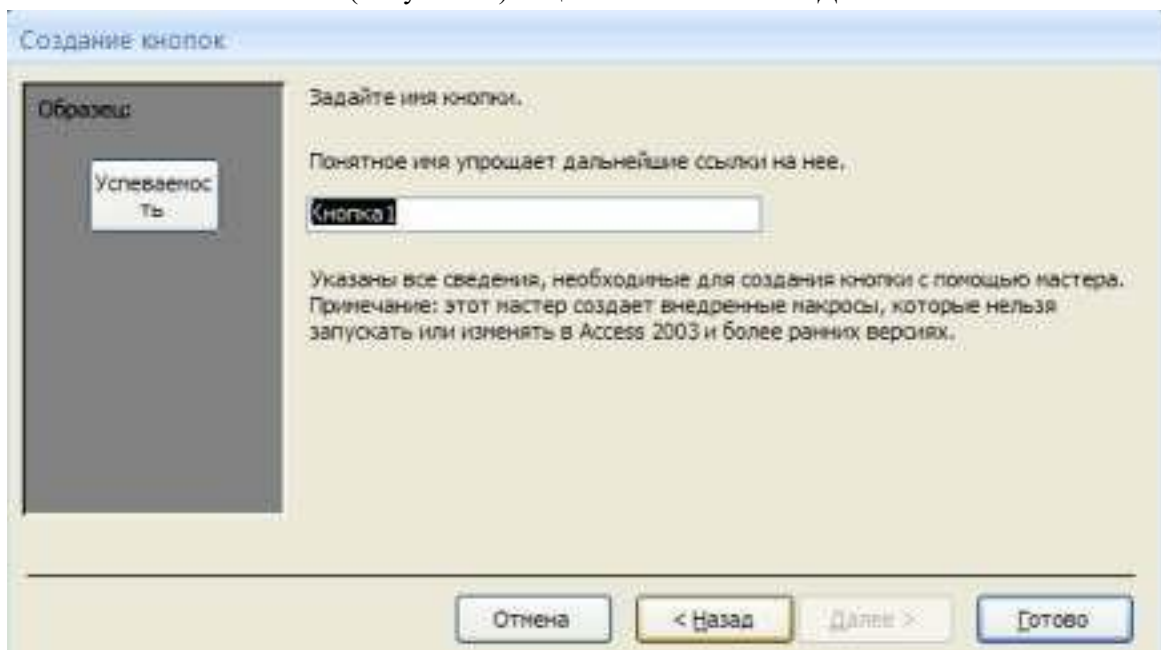 Создание кнопок
Образец:
Успеваемос
ть
Задайте имя кнопки.
Понятное имя упрощает дальнейшие ссылки на нее.
Кнопка1
Указаны все сведения, необходимые для создания кнопки с помощью мастера.
Примечание: этот мастер создает внедренные макросы, которые нельзя
запускать или изменять в Access 2003 и более ранних версиях.
Отмена
< Назад
Далее >
Готово